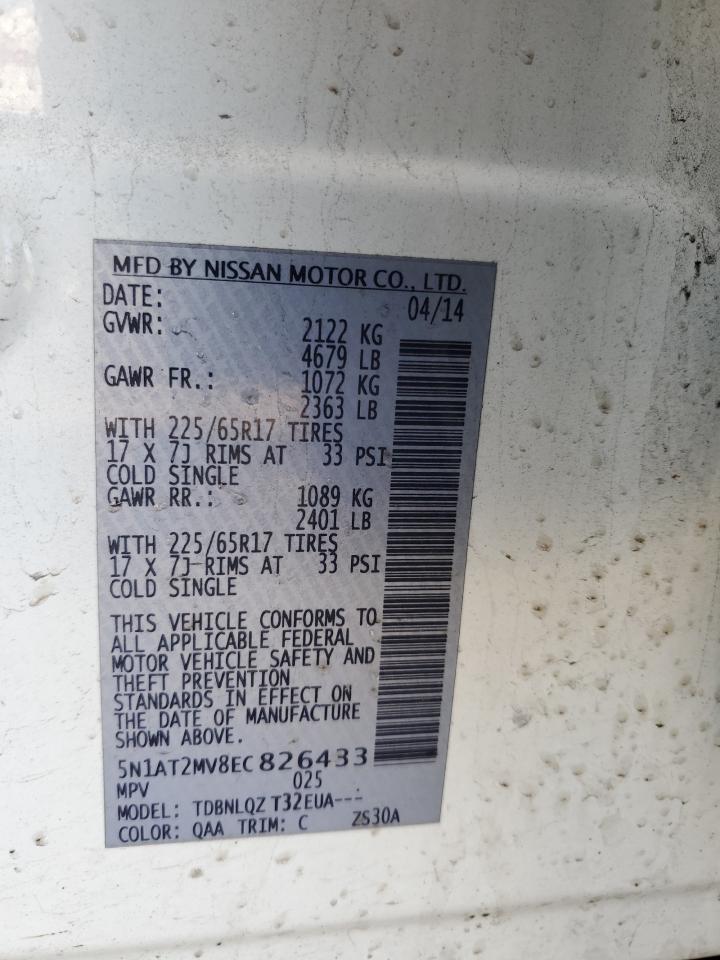 MFD BY NISSAN MOTOR CO., LTD.
DATE: 04/14
GVWR: 2122 KG
4679 LB
GAWR FR.: 1072 KG
2363 LB
WITH 225/65R17 TIRES
17 X 7J RIMS AT 33 PSI
COLD SINGLE
GAWR RR.: 1089 KG
2401 LB
WITH 225/65R17 TIRES
17 X 7J RIMS AT 33 PSI
COLD SINGLE
THIS VEHICLE CONFORMS TO
ALL APPLICABLE FEDERAL
MOTOR VEHICLE SAFETY AND
THEFT PREVENTION
STANDARDS IN EFFECT ON
THE DATE OF MANUFACTURE
SHOWN ABOVE.
5N1AT2MV8EC826433
MPV 025
MODEL: TDBNLQZ T32EUA---
COLOR: QAA TRIM: C ZS30A